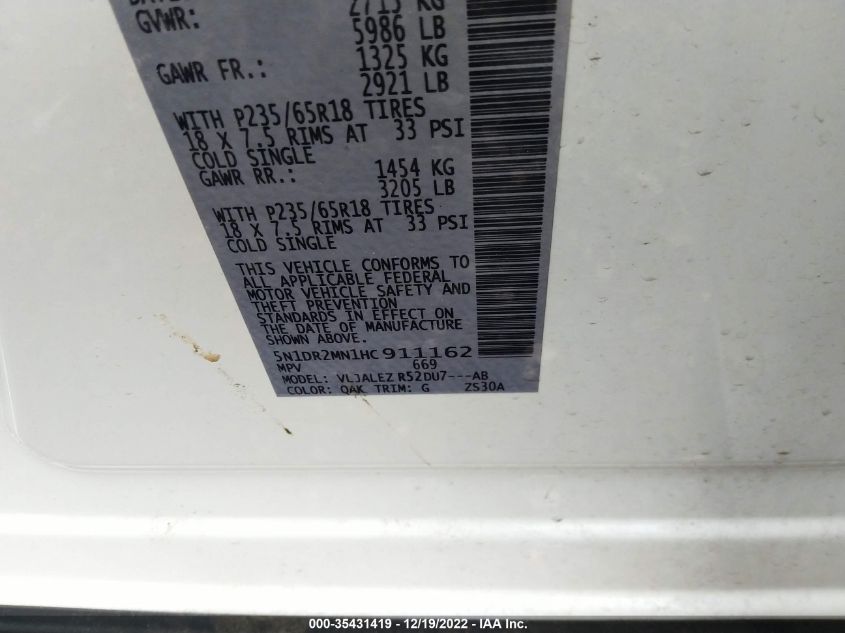 GVWR: 2715 KG
5986 LB
GAWR FR.: 1325 KG
2921 LB
WITH P235/65R18 TIRES
18 X 7.5 RIMS AT 33 PSI
COLD SINGLE
GAWR RR.: 1454 KG
3205 LB
WITH P235/65R18 TIRES
18 X 7.5 RIMS AT 33 PSI
COLD SINGLE
THIS VEHICLE CONFORMS TO
ALL APPLICABLE FEDERAL
MOTOR VEHICLE SAFETY AND
THEFT PREVENTION
STANDARDS IN EFFECT ON
THE DATE OF MANUFACTURE
SHOWN ABOVE.
5N1DR2MN1HC911162
MPV 669
MODEL: VLJALEZ R52DU7---AB
COLOR: QAK TRIM: G ZS30A
000-35431419 - 12/19/2022 - IAA Inc.